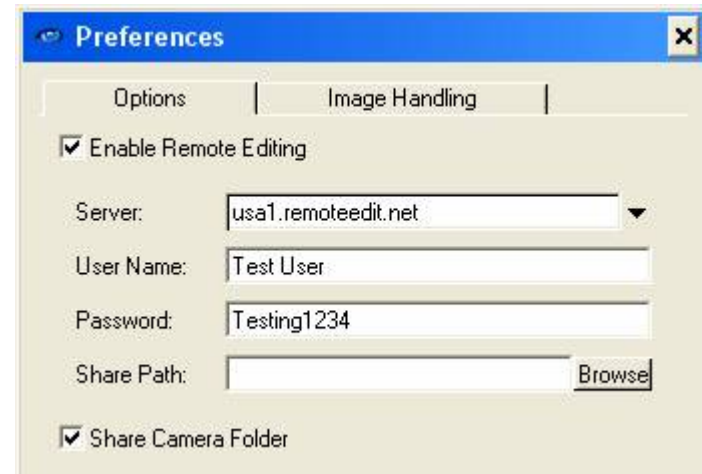 Preferences
Options Image Handling
Enable Remote Editing
Server: usa1.remoteedit.net
User Name: Test User
Password: Testing1234
Share Path: Browse
Share Camera Folder